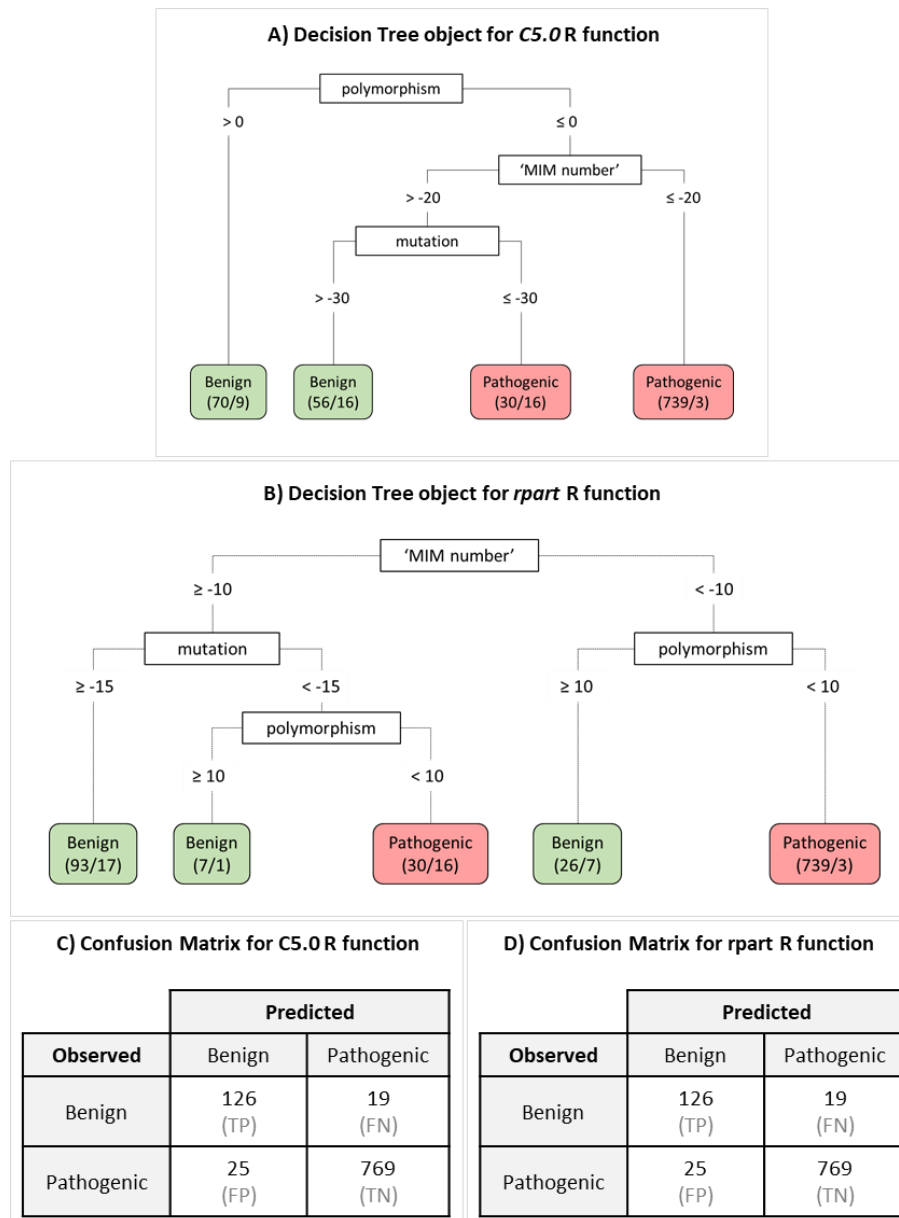 A) Decision Tree object for C5.0 R function
polymorphism
> 0
≤ 0
‘MIM number’
> -20
≤ -20
mutation
> -30
≤ -30
Benign
(70/9)
Benign
(56/16)
Pathogenic
(30/16)
Pathogenic
(739/3)
B) Decision Tree object for rpart R function
‘MIM number’
≥ -10
< -10
mutation
polymorphism
≥ -15
< -15
≥ 10
< 10
polymorphism
≥ 10
< 10
Benign
(93/17)
Benign
(7/1)
Pathogenic
(30/16)
Benign
(26/7)
Pathogenic
(739/3)
C) Confusion Matrix for C5.0 R function
Predicted
Observed Benign Pathogenic
Benign 126 19
(TP) (FN)
Pathogenic 25 769
(FP) (TN)
D) Confusion Matrix for rpart R function
Predicted
Observed Benign Pathogenic
Benign 126 19
(TP) (FN)
Pathogenic 25 769
(FP) (TN)